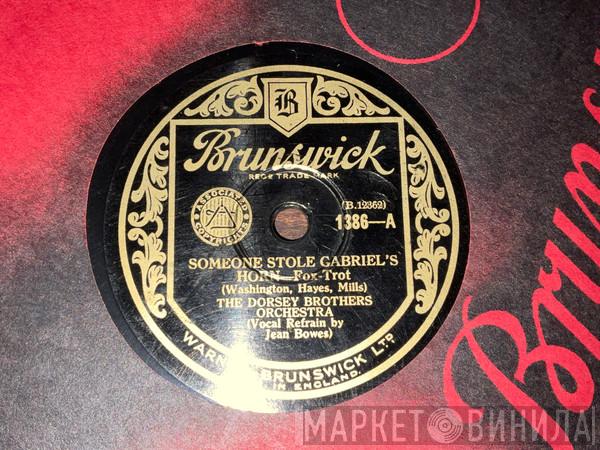 B
Brunswick
REGD TRADE MARK
ASSOCIATED
COPYRIGHTS
(B.12362)
1386—A
SOMEONE STOLE GABRIEL'S
HORN—Fox-Trot
(Washington, Hayes, Mills)
THE DORSEY BROTHERS
ORCHESTRA
(Vocal Refrain by
Jean Bowes)
BRUNSWICK LTD
IN ENGLAND.
Brun
МАРКЕТ ВИНИЛА